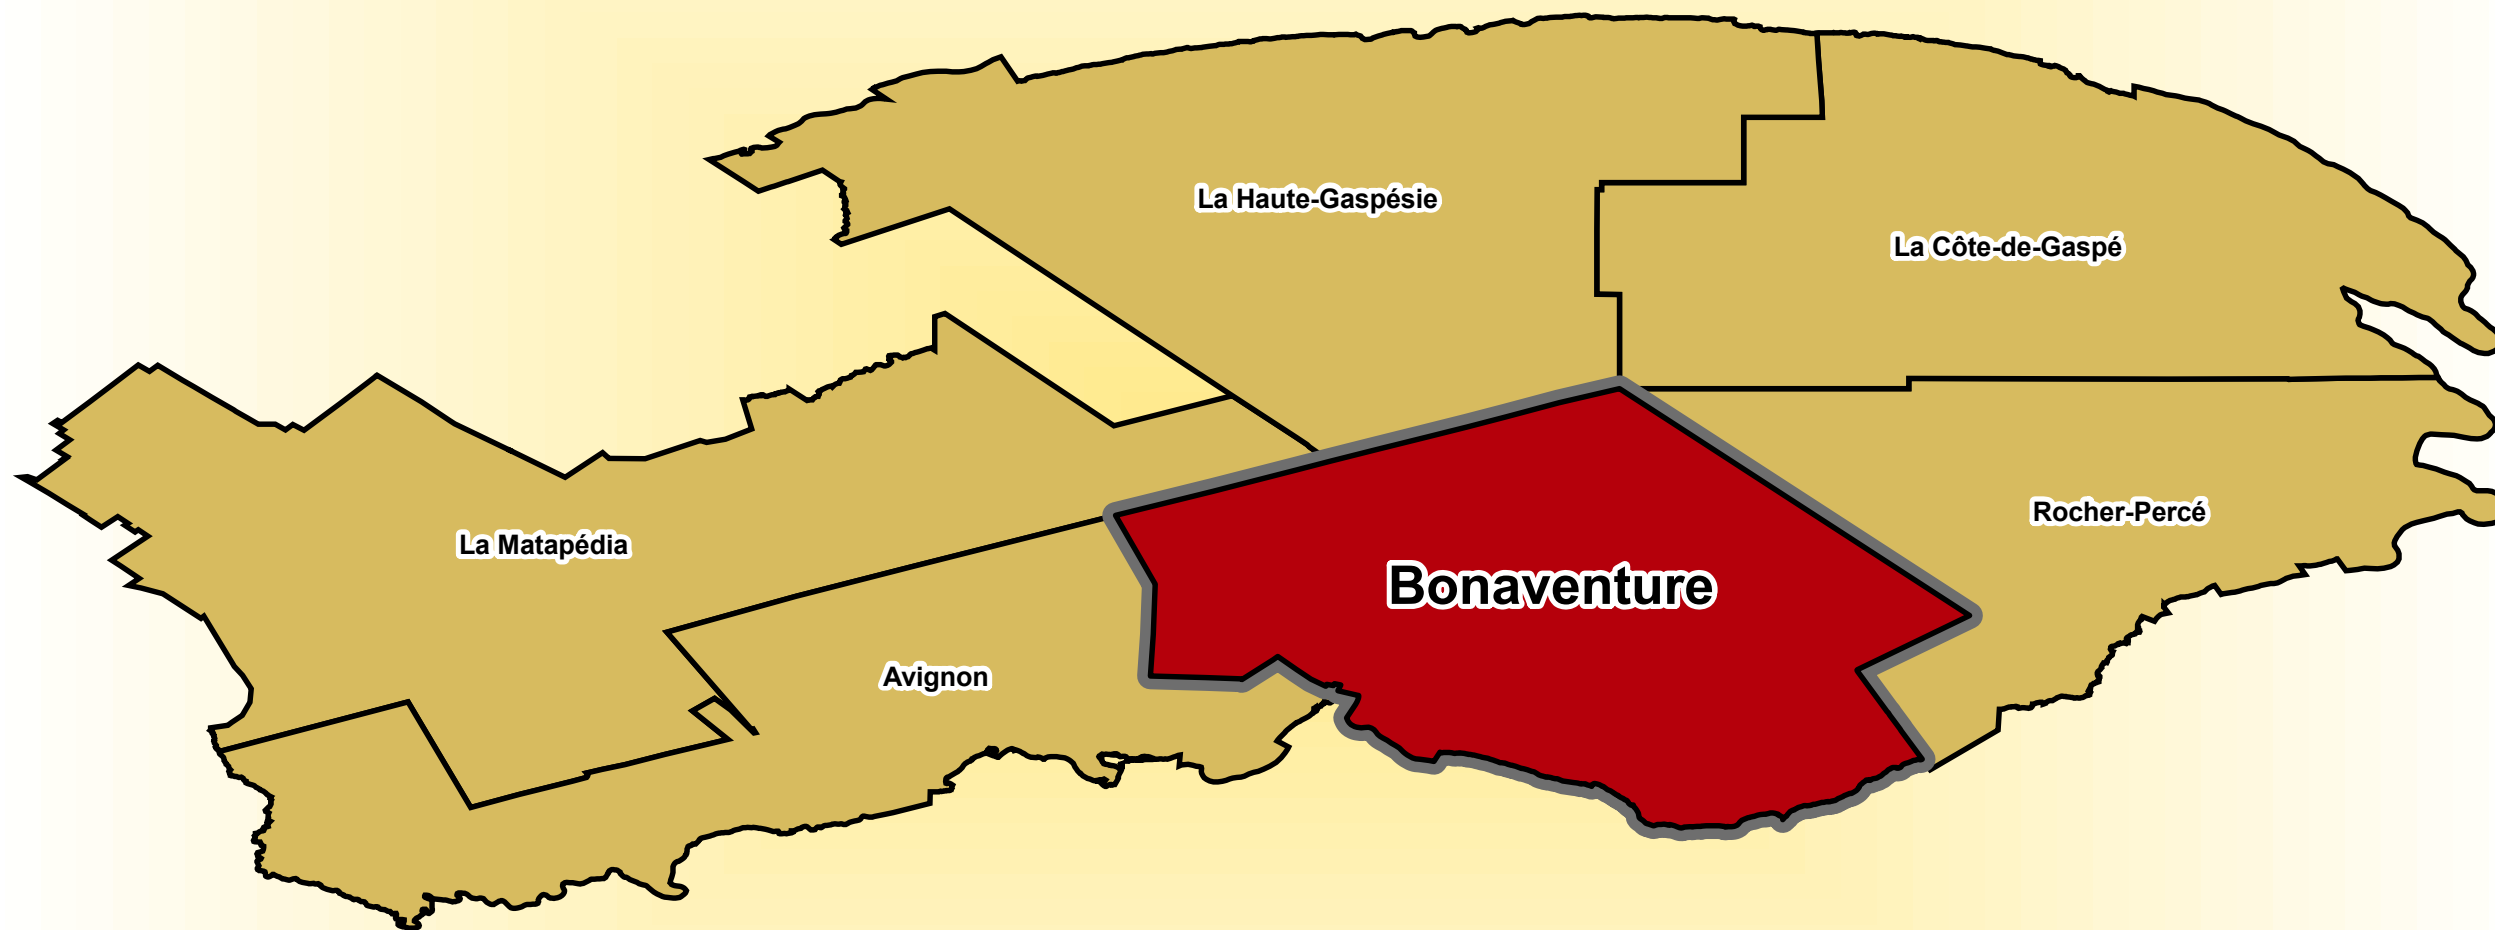 La Haute-Gaspésie
La Côte-de-Gaspé
Rocher-Percé
La Matapédia
Bonaventure
Avignon